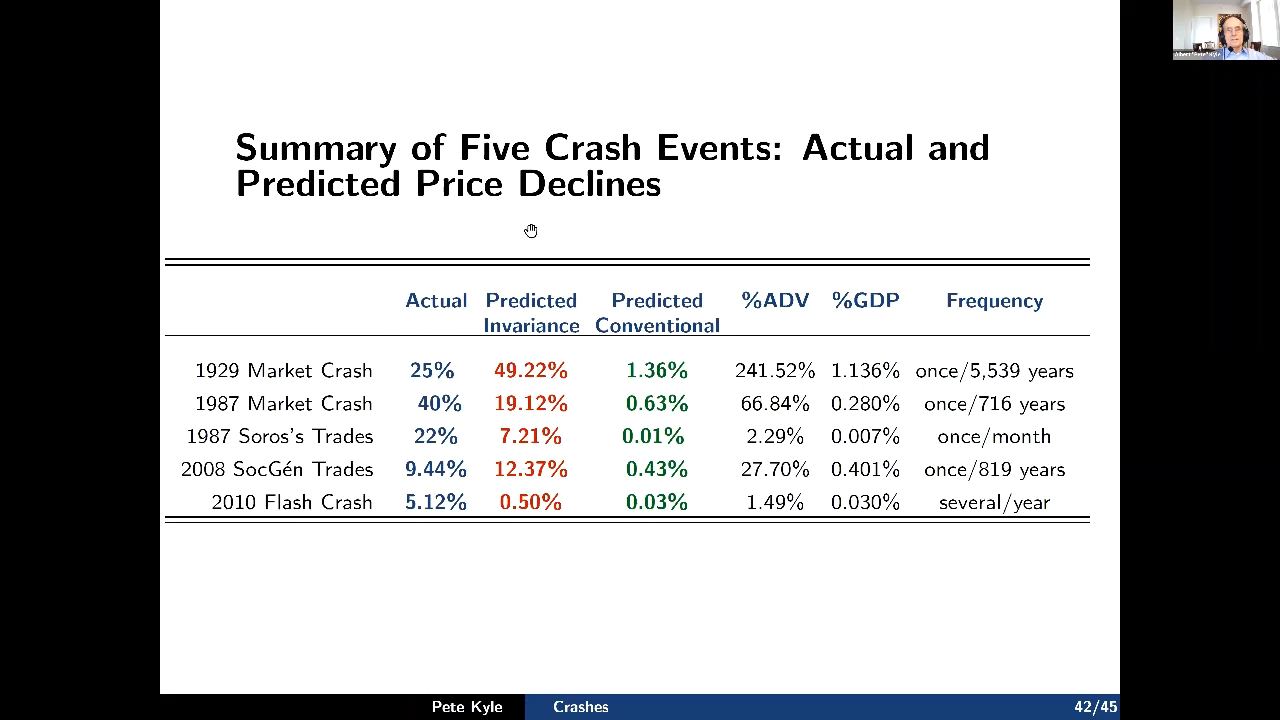 Albert "Pete" Kyle
Summary of Five Crash Events: Actual and
Predicted Price Declines
Actual Predicted Predicted %ADV %GDP Frequency
Invariance Conventional
1929 Market Crash 25% 49.22% 1.36% 241.52% 1.136% once/5,539 years
1987 Market Crash 40% 19.12% 0.63% 66.84% 0.280% once/716 years
1987 Soros's Trades 22% 7.21% 0.01% 2.29% 0.007% once/month
2008 SocGén Trades 9.44% 12.37% 0.43% 27.70% 0.401% once/819 years
2010 Flash Crash 5.12% 0.50% 0.03% 1.49% 0.030% several/year
Pete Kyle Crashes 42/45